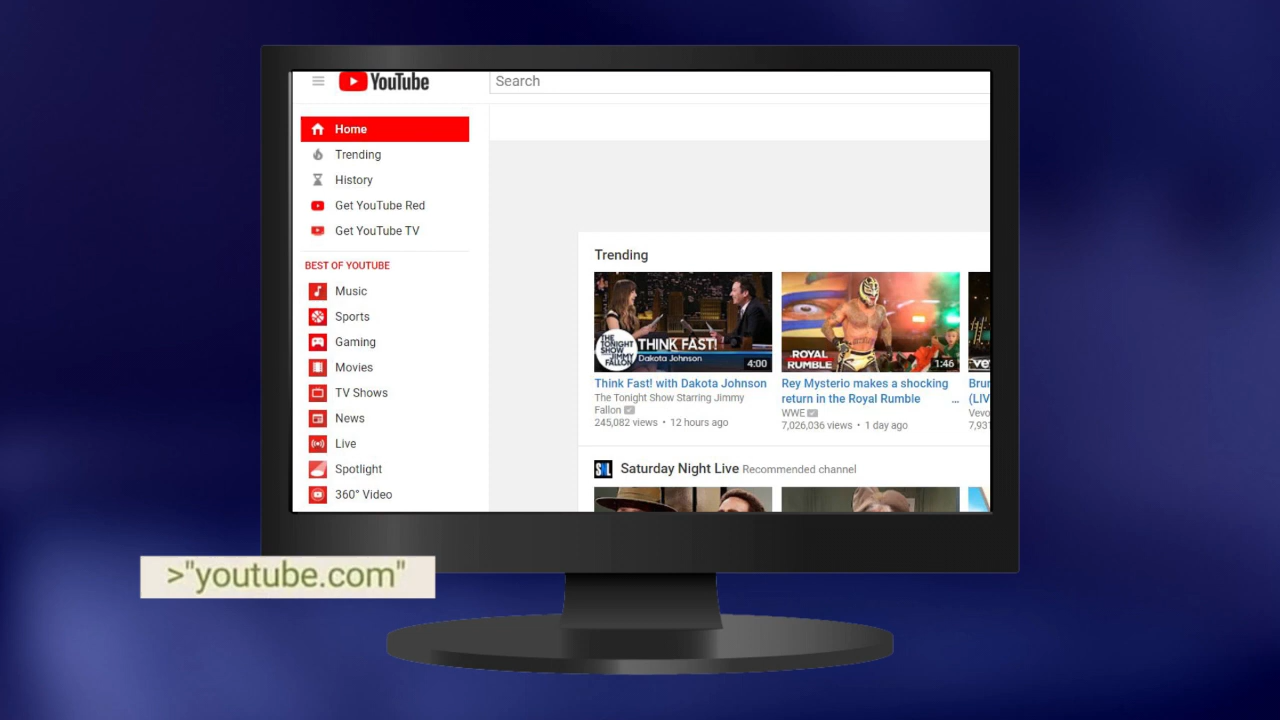 YouTube
Search
Home
Trending
History
Get YouTube Red
Get YouTube TV
BEST OF YOUTUBE
Music
Sports
Gaming
Movies
TV Shows
News
Live
Spotlight
360° Video
Trending
THE
TONIGHT
SHOW
JIMMY
FALLON
THINK FAST!
Dakota Johnson
4:00
ROYAL
RUMBLE
1:46
Think Fast! with Dakota Johnson
The Tonight Show Starring Jimmy
Fallon
245,082 views • 12 hours ago
Rey Mysterio makes a shocking
return in the Royal Rumble ...
WWE
7,026,036 views • 1 day ago
(LIV
Vevo
7,931
SNL Saturday Night Live Recommended channel
>"youtube.com"